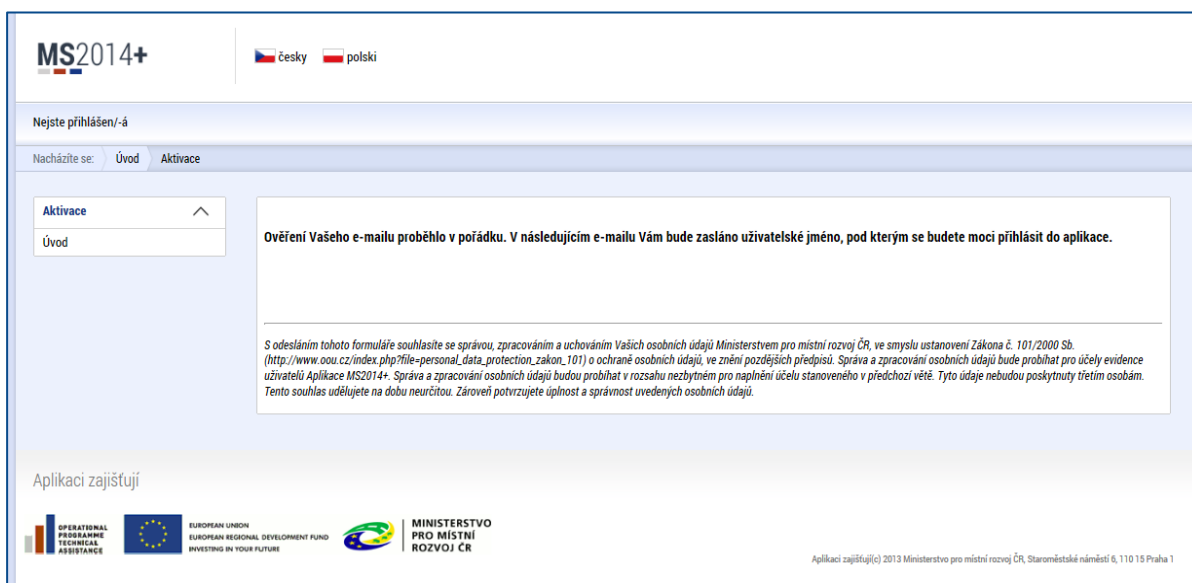 MS2014+
česky polski
Nejste přihlášen/-á
Nacházíte se: Úvod Aktivace
Aktivace
Úvod
Ověření Vašeho e-mailu proběhlo v pořádku. V následujícím e-mailu Vám bude zasláno uživatelské jméno, pod kterým se budete moci přihlásit do aplikace.
S odesláním tohoto formuláře souhlasíte se správou, zpracováním a uchováním Vašich osobních údajů Ministerstvem pro místní rozvoj ČR, ve smyslu ustanovení Zákona č. 101/2000 Sb.
(http://www.oou.cz/index.php?file=personal_data_protection_zakon_101) o ochraně osobních údajů, ve znění pozdějších předpisů. Správa a zpracování osobních údajů bude probíhat pro účely evidence
uživatelů Aplikace MS2014+. Správa a zpracování osobních údajů budou probíhat v rozsahu nezbytném pro naplnění účelu stanoveného v předchozí větě. Tyto údaje nebudou poskytnuty třetím osobám.
Tento souhlas udělujete na dobu neurčitou. Zároveň potvrzujete úplnost a správnost uvedených osobních údajů.
Aplikaci zajišťují
OPERATIONAL
PROGRAMME
TECHNICAL
ASSISTANCE
EUROPEAN UNION
EUROPEAN REGIONAL DEVELOPMENT FUND
INVESTING IN YOUR FUTURE
MINISTERSTVO
PRO MÍSTNÍ
ROZVOJ ČR
Aplikaci zajišťují(c) 2013 Ministerstvo pro místní rozvoj ČR, Staroměstské náměstí 6, 110 15 Praha 1